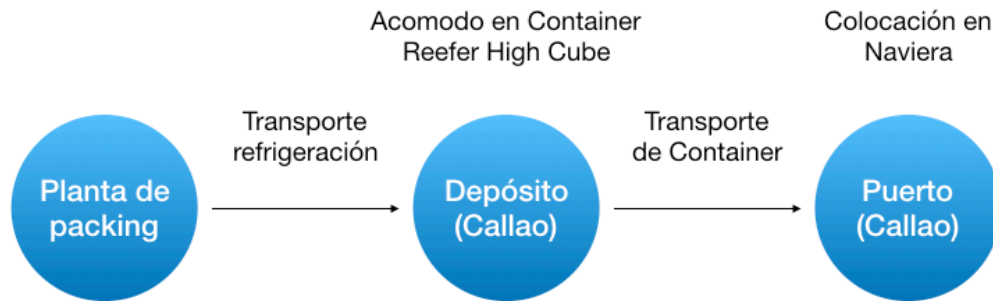 Acomodo en Container
Reefer High Cube
Colocación en
Naviera
Transporte
refrigeración
Transporte
de Container
Planta de
packing
Depósito
(Callao)
Puerto
(Callao)